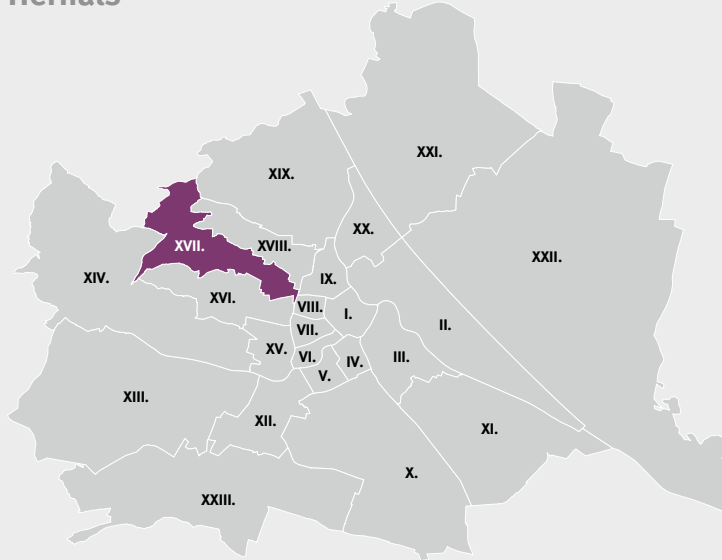 Hernals
XXI.
XIX.
XX.
XVII.
XVIII.
XXII.
XIV.
IX.
XVI.
VIII.
I.
II.
VII.
XV.
VI.
IV.
III.
V.
XIII.
XII.
XI.
X.
XXIII.